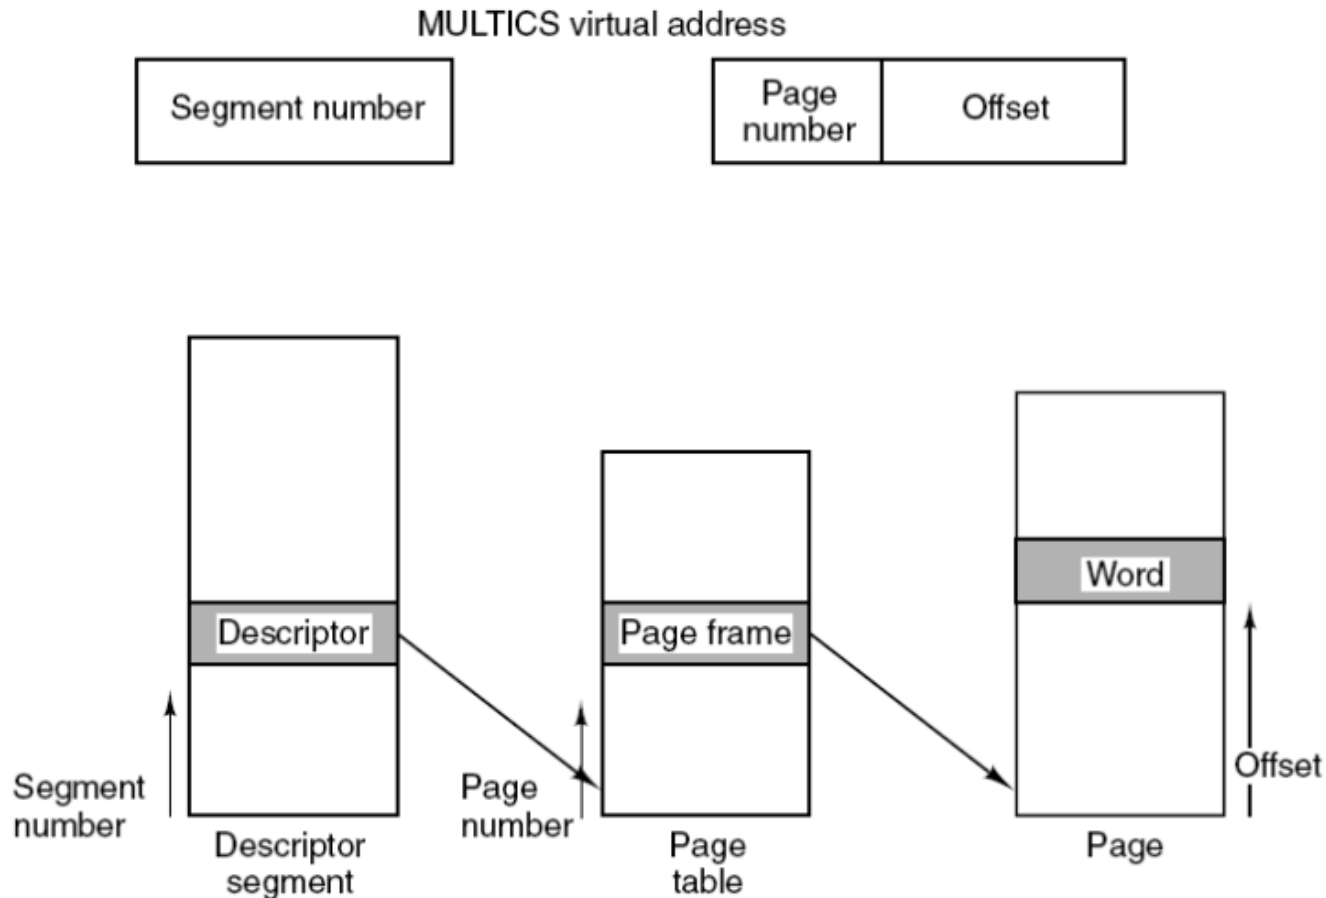 MULTICS virtual address
Segment number
Page
number
Offset
Descriptor
Page frame
Word
Segment
number
Page
number
Offset
Descriptor
segment
Page
table
Page